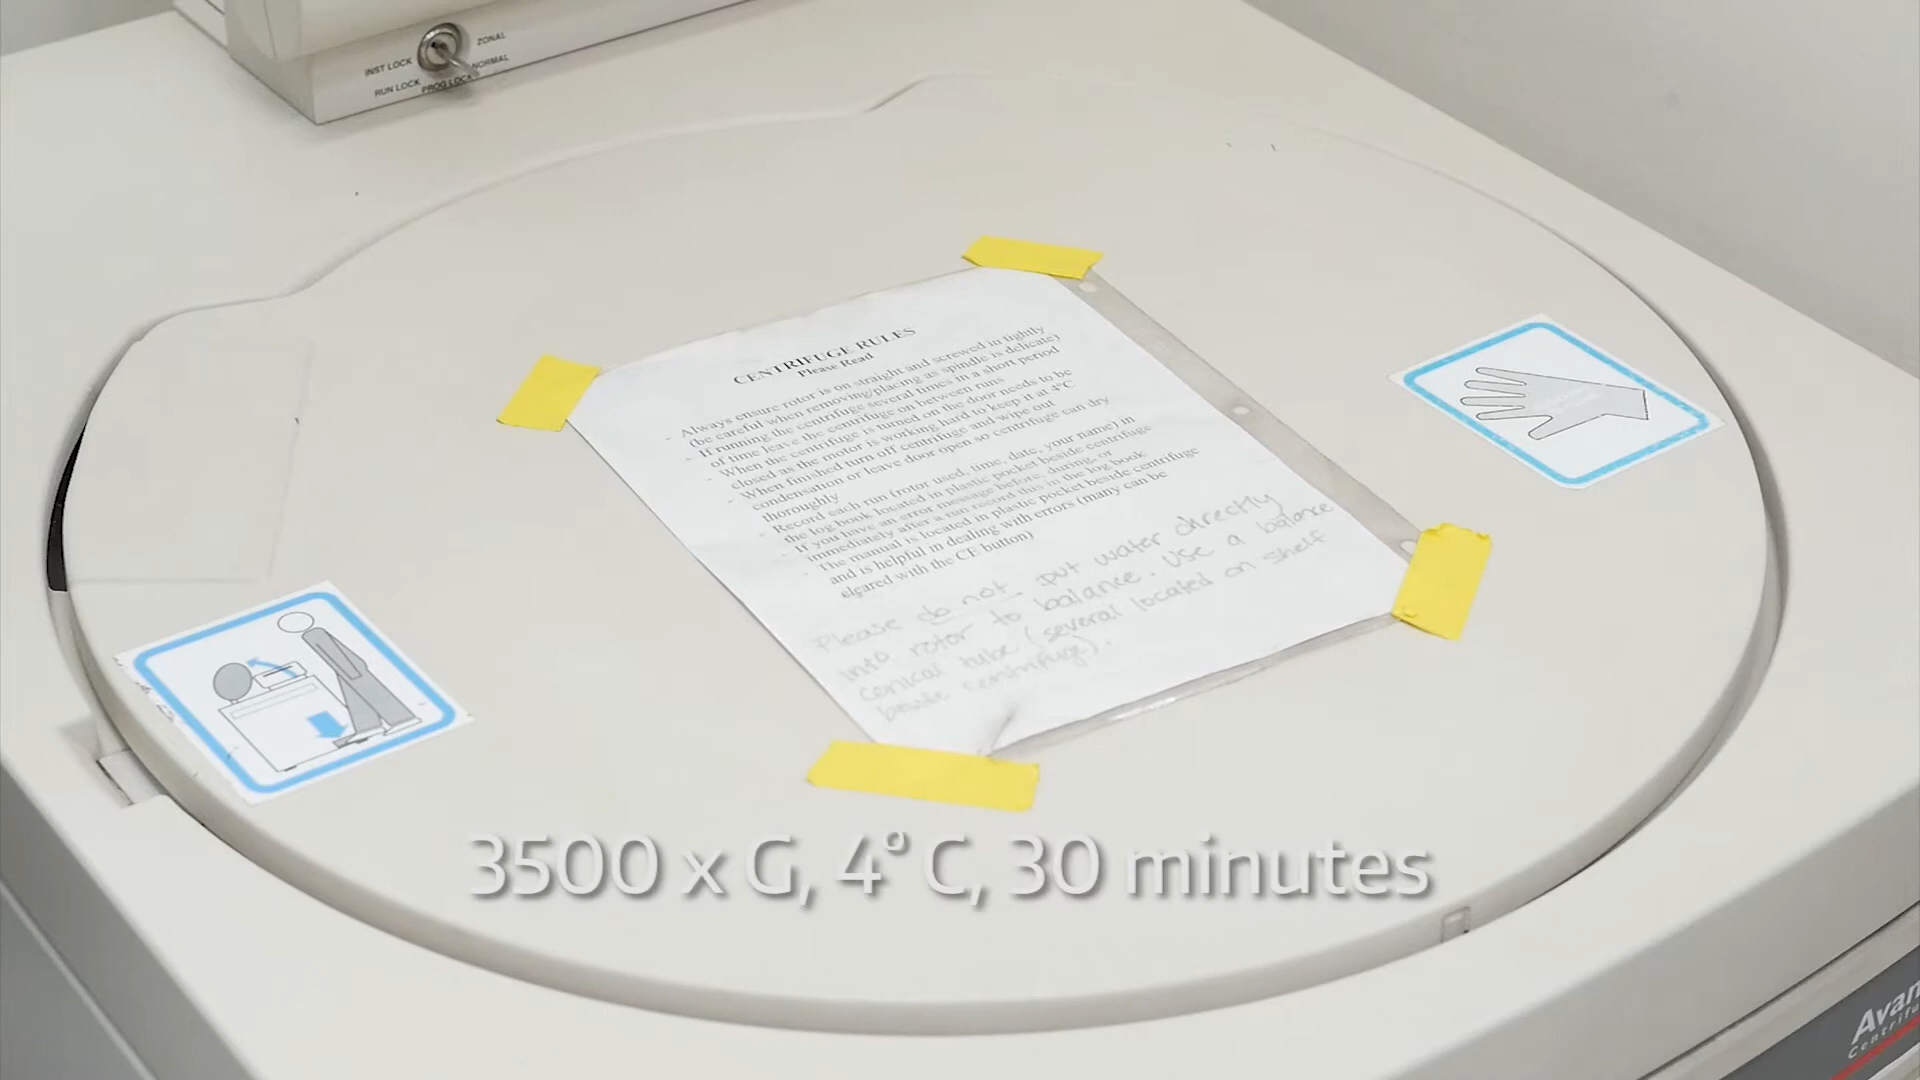 ZONAL
INST LOCK
NORMAL
RUN LOCK
PROG LOCK
CENTRIFUGE RULES
Please Read
- Always ensure rotor is on straight and screwed in tightly
(be careful when removing/placing as spindle is delicate)
- If running the centrifuge several times in a short period
of time leave the centrifuge on between runs
- When the centrifuge is turned on the door needs to be
closed as the motor is working hard to keep it at 4°C
- When finished turn off centrifuge and wipe out
condensation or leave door open so centrifuge can dry
thoroughly
- Record each run (rotor used, time, date, your name) in
the log book located in plastic pocket beside centrifuge
- If you have an error message before, during, or
immediately after a run record this in the log book
- The manual is located in plastic pocket beside centrifuge
and is helpful in dealing with errors (many can be
cleared with the CE button)
Please do not put water directly
into rotor to balance. Use a balance
conical tube (several located on shelf
beside centrifuge).
3500 x G, 4°C, 30 minutes
Avan
Centrifu